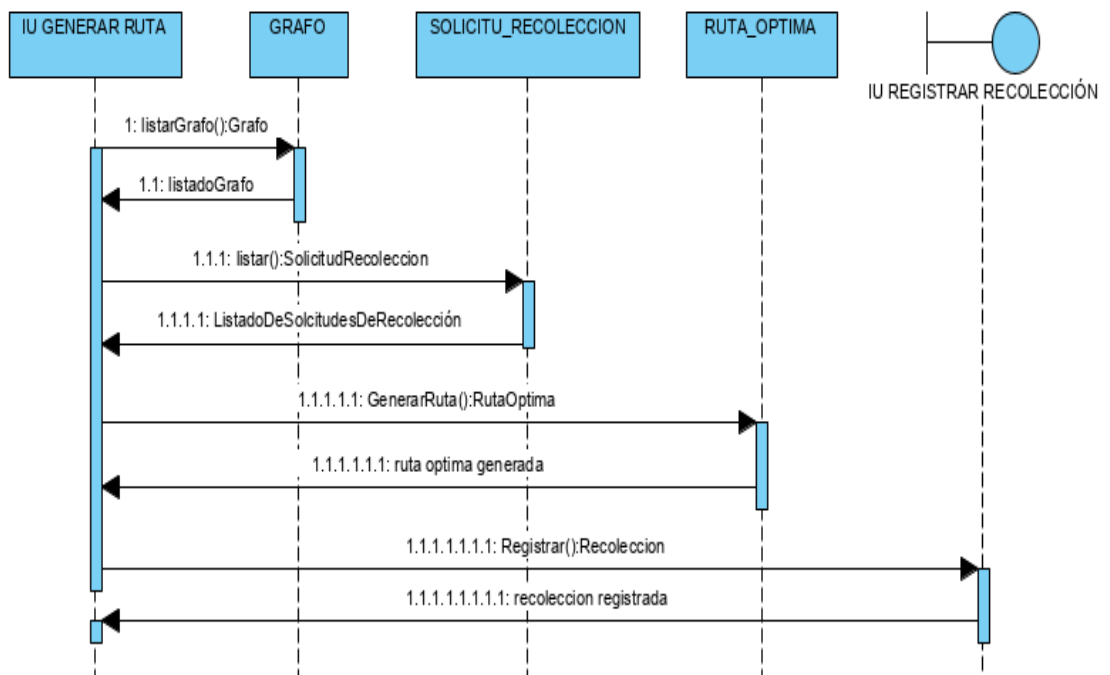 IU GENERAR RUTA
GRAFO
SOLICITU_RECOLECCION
RUTA_OPTIMA
IU REGISTRAR RECOLECCIÓN
1: listarGrafo():Grafo
1.1: listadoGrafo
1.1.1: listar():SolicitudRecoleccion
1.1.1.1: ListadoDeSolcitudesDeRecolección
1.1.1.1.1: GenerarRuta():RutaOptima
1.1.1.1.1.1: ruta optima generada
1.1.1.1.1.1.1: Registrar():Recoleccion
1.1.1.1.1.1.1.1: recoleccion registrada